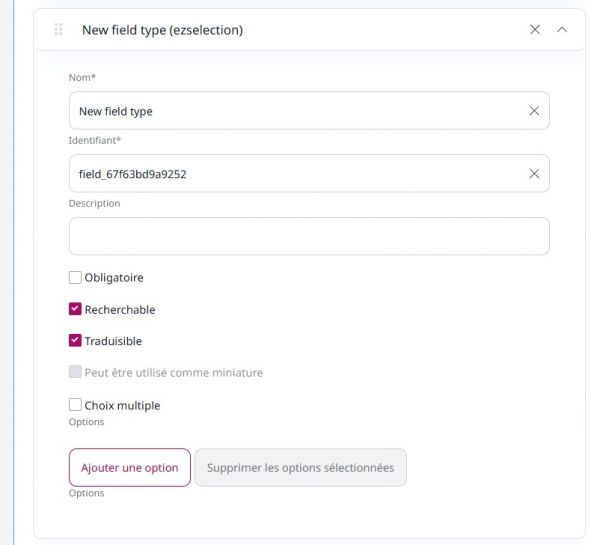 New field type (ezselection)
Nom*
New field type
Identifiant*
field_67f63bd9a9252
Description
Obligatoire
Recherchable
Traduisible
Peut être utilisé comme miniature
Choix multiple
Options
Ajouter une option Supprimer les options sélectionnées
Options